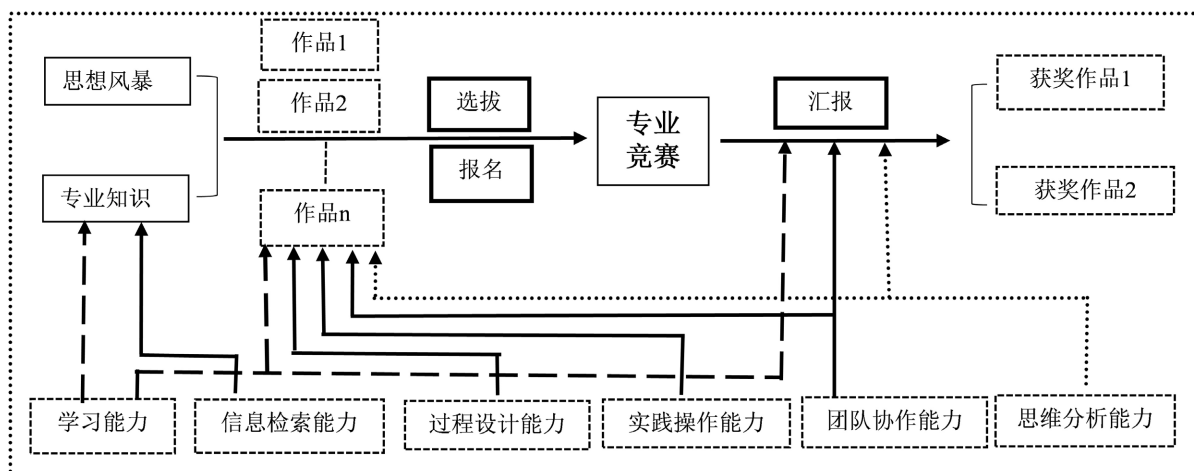 作品1
思想风暴
作品2
选拔
专业
竞赛
汇报
获奖作品1
报名
专业知识
作品n
获奖作品2
学习能力
信息检索能力
过程设计能力
实践操作能力
团队协作能力
思维分析能力